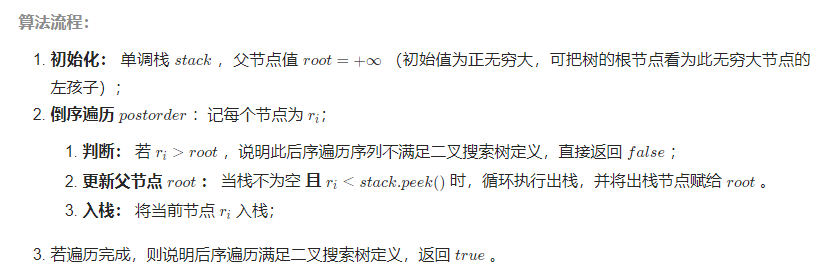 算法流程:
1. 初始化: 单调栈 stack ，父节点值 root = +∞ （初始值为正无穷大，可把树的根节点看为此无穷大节点的
左孩子）；
2. 倒序遍历 postorder ：记每个节点为 rᵢ；
1. 判断: 若 rᵢ > root ，说明此后序遍历序列不满足二叉搜索树定义，直接返回 false ；
2. 更新父节点 root ： 当栈不为空 且 rᵢ < stack.peek() 时，循环执行出栈，并将出栈节点赋给 root 。
3. 入栈: 将当前节点 rᵢ 入栈；
3. 若遍历完成，则说明后序遍历满足二叉搜索树定义，返回 true 。